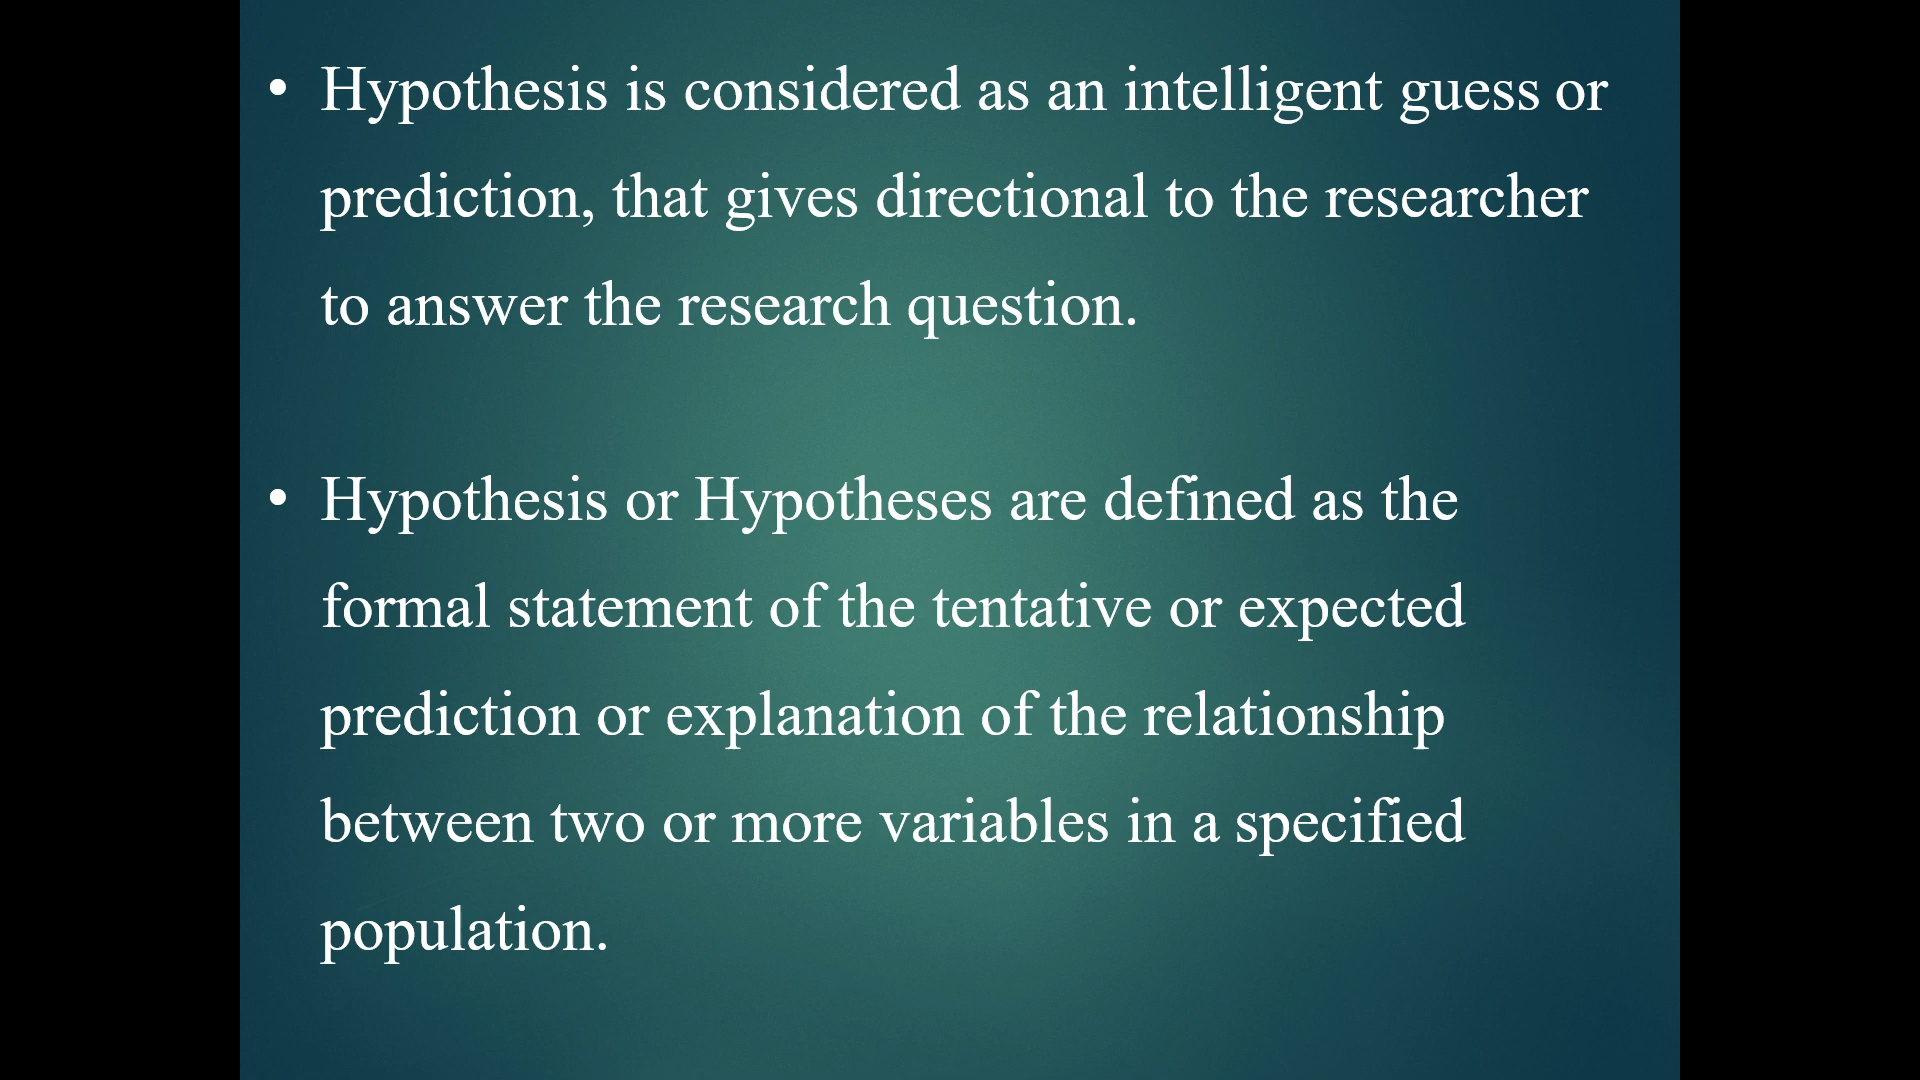 • Hypothesis is considered as an intelligent guess or
prediction, that gives directional to the researcher
to answer the research question.
• Hypothesis or Hypotheses are defined as the
formal statement of the tentative or expected
prediction or explanation of the relationship
between two or more variables in a specified
population.